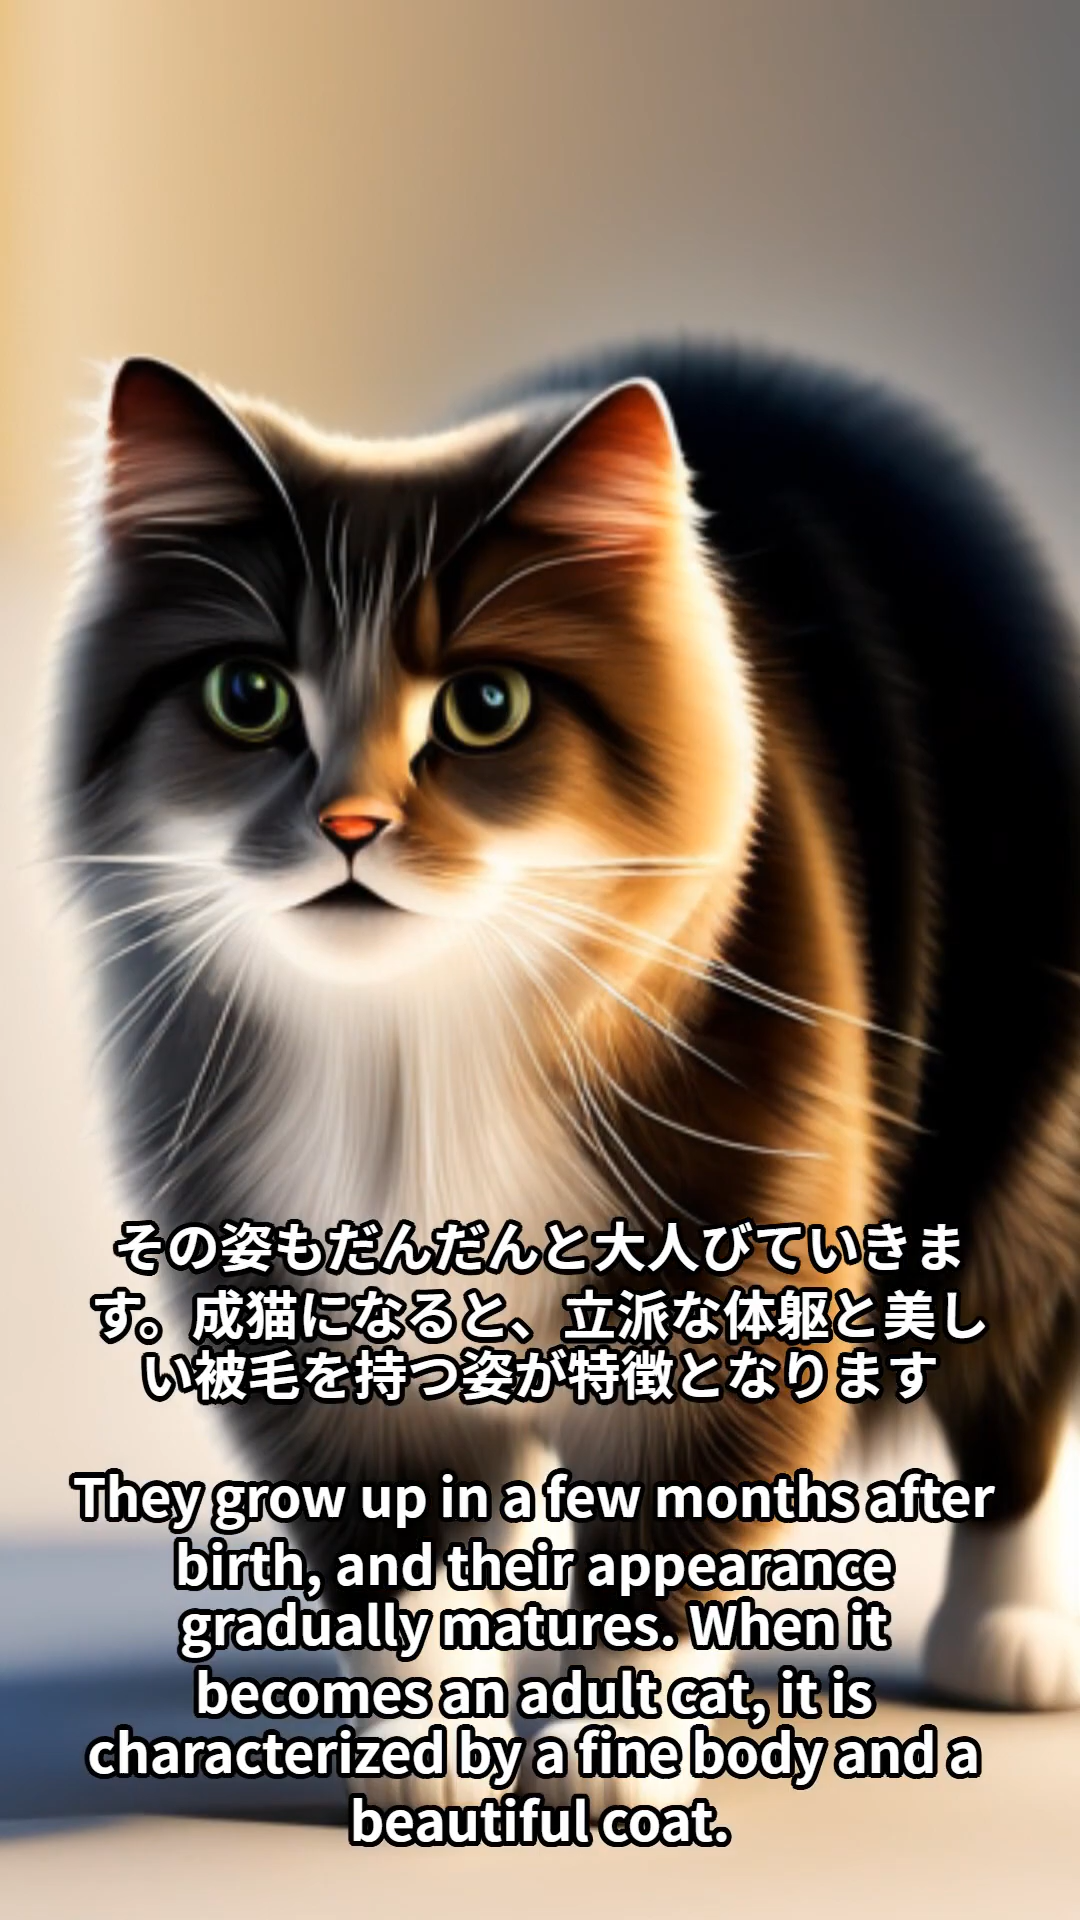 その姿もだんだんと大人びていきま
す。成猫になると、立派な体躯と美し
い被毛を持つ姿が特徴となります
They grow up in a few months after
birth, and their appearance
gradually matures. When it
becomes an adult cat, it is
characterized by a fine body and a
beautiful coat.